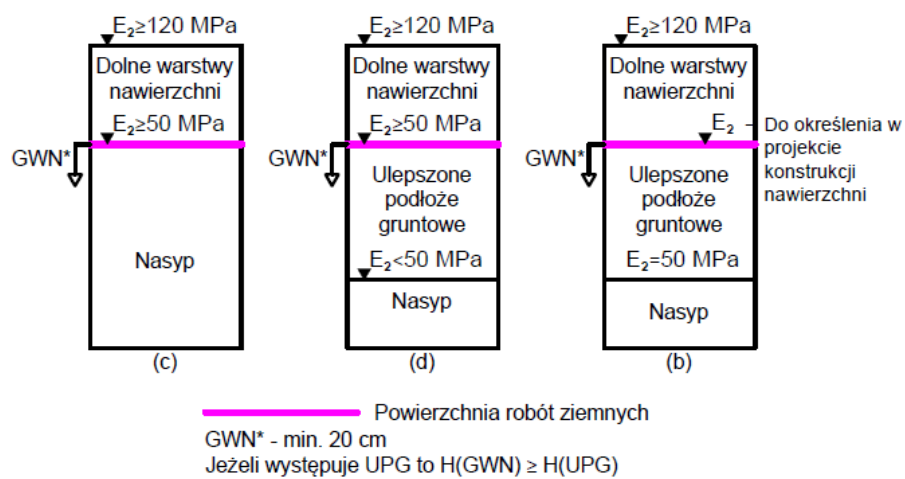 E₂≥120 MPa
Dolne warstwy
nawierzchni
E₂≥50 MPa
GWN*
Nasyp
(c)
E₂≥120 MPa
Dolne warstwy
nawierzchni
E₂≥50 MPa
GWN*
Ulepszone
podłoże
gruntowe
E₂<50 MPa
Nasyp
(d)
E₂≥120 MPa
Dolne warstwy
nawierzchni
E₂ - Do określenia w
projekcie
konstrukcji
nawierzchni
GWN*
Ulepszone
podłoże
gruntowe
E₂=50 MPa
Nasyp
(b)
Powierzchnia robót ziemnych
GWN* - min. 20 cm
Jeżeli występuje UPG to H(GWN) ≥ H(UPG)